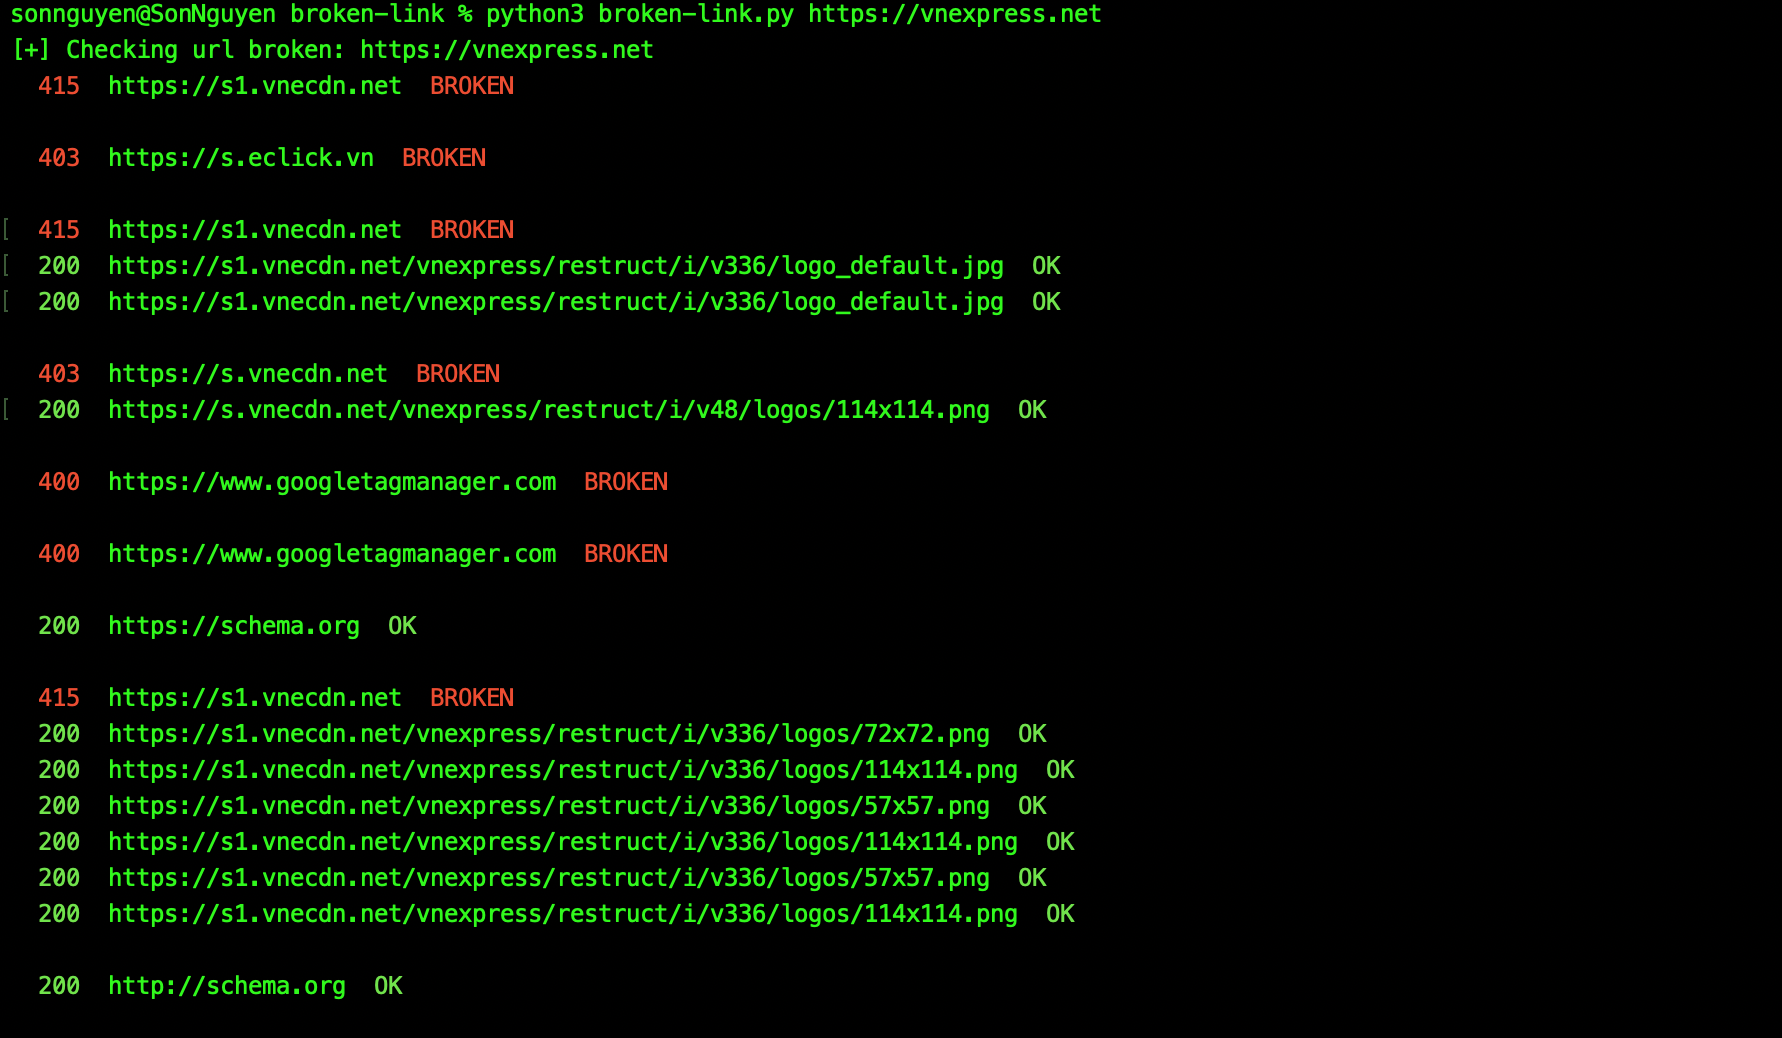 sonnguyen@SonNguyen broken-link % python3 broken-link.py https://vnexpress.net
[+] Checking url broken: https://vnexpress.net
415 https://s1.vnecdn.net BROKEN
403 https://s.eclick.vn BROKEN
[ 415 https://s1.vnecdn.net BROKEN
[ 200 https://s1.vnecdn.net/vnexpress/restruct/i/v336/logo_default.jpg OK
[ 200 https://s1.vnecdn.net/vnexpress/restruct/i/v336/logo_default.jpg OK
403 https://s.vnecdn.net BROKEN
[ 200 https://s.vnecdn.net/vnexpress/restruct/i/v48/logos/114x114.png OK
400 https://www.googletagmanager.com BROKEN
400 https://www.googletagmanager.com BROKEN
200 https://schema.org OK
415 https://s1.vnecdn.net BROKEN
200 https://s1.vnecdn.net/vnexpress/restruct/i/v336/logos/72x72.png OK
200 https://s1.vnecdn.net/vnexpress/restruct/i/v336/logos/114x114.png OK
200 https://s1.vnecdn.net/vnexpress/restruct/i/v336/logos/57x57.png OK
200 https://s1.vnecdn.net/vnexpress/restruct/i/v336/logos/114x114.png OK
200 https://s1.vnecdn.net/vnexpress/restruct/i/v336/logos/57x57.png OK
200 https://s1.vnecdn.net/vnexpress/restruct/i/v336/logos/114x114.png OK
200 http://schema.org OK